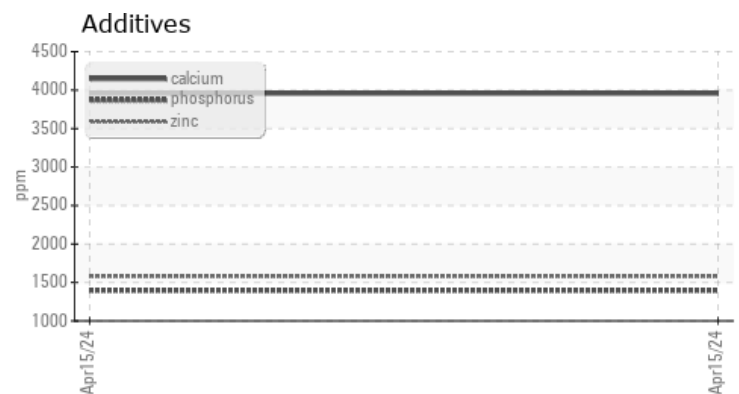 Additives
4500
4000
3500
3000
2500
2000
1500
1000
ppm
calcium
phosphorus
zinc
Apr15/24
Apr15/24